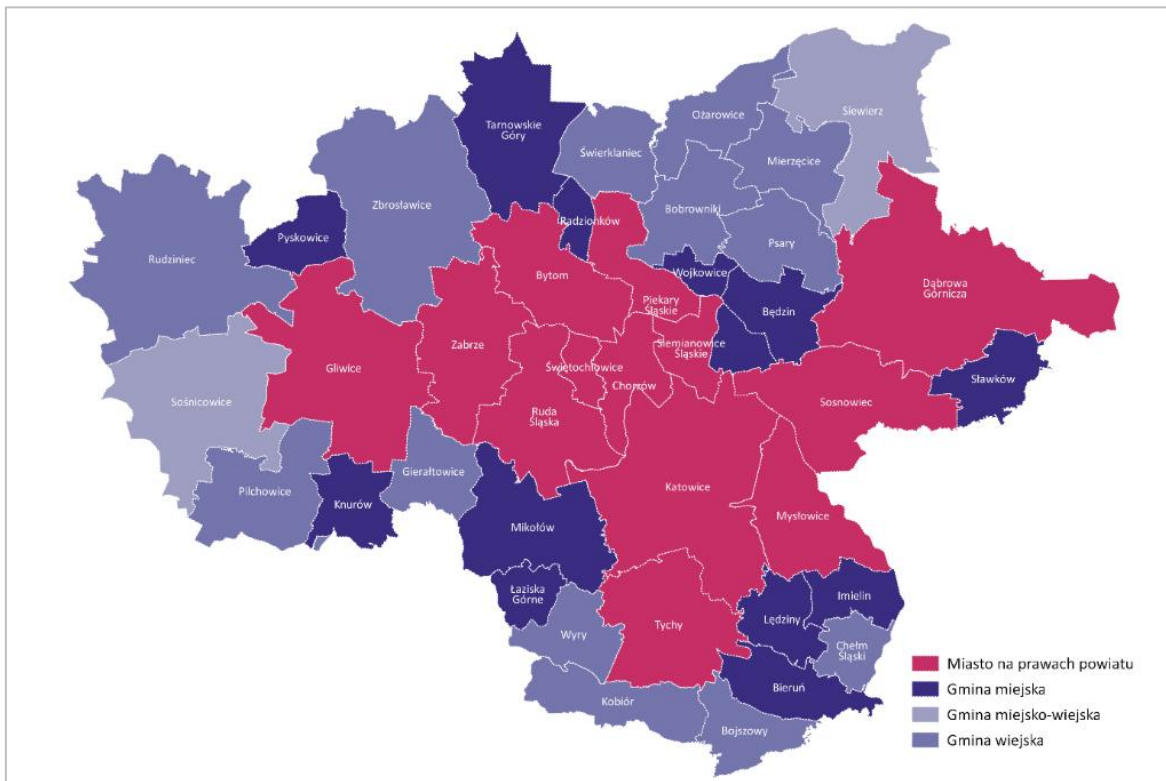 Siewierz
Ożarowice
Tarnowskie
Góry
Świerklaniec
Mierzęcice
Zbrosławice
Bobrowniki
Radzionków
Pyskowice
Psary
Rudziniec
Wojkowice
Bytom
Dąbrowa
Górnicza
Piekary
Śląskie
Będzin
Siemianowice
Śląskie
Zabrze
Gliwice
Świętochłowice
Sławków
Chorzów
Sosnowiec
Sośnicowice
Ruda
Śląska
Gierałtowice
Katowice
Pilchowice
Knurów
Mysłowice
Mikołów
Łaziska
Górne
Imielin
Lędziny
Tychy
Wyry
Chełm
Śląski
Bieruń
Kobiór
Bojszowy
Miasto na prawach powiatu
Gmina miejska
Gmina miejsko-wiejska
Gmina wiejska